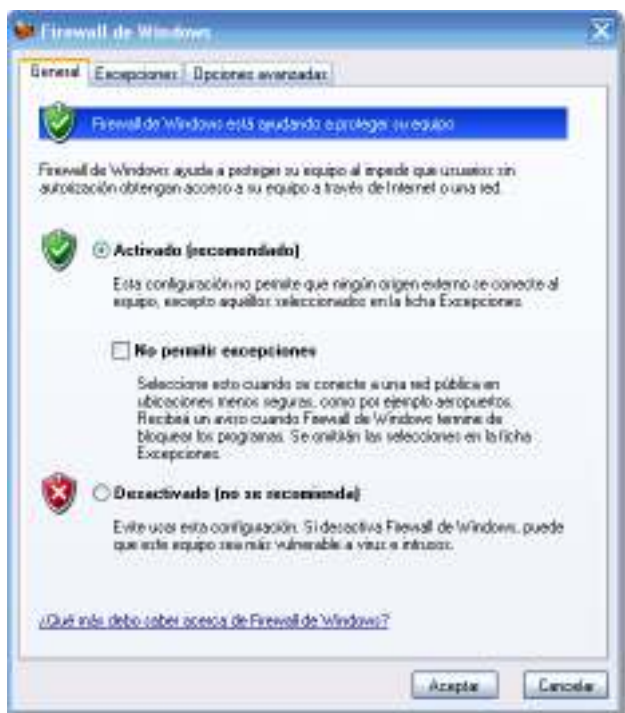 Firewall de Windows
General Excepciones Opciones avanzadas
Firewall de Windows está ayudando a proteger su equipo
Firewall de Windows ayuda a proteger su equipo al impedir que usuarios sin
autorización obtengan acceso a su equipo a través de Internet o una red.
Activado (recomendado)
Esta configuración no permite que ningún origen externo se conecte al
equipo, excepto aquéllos seleccionados en la ficha Excepciones.
No permitir excepciones
Seleccione esto cuando se conecte a una red pública en
ubicaciones menos seguras, como por ejemplo aeropuertos.
Recibirá un aviso cuando Firewall de Windows termine de
bloquear los programas. Se omitirán las selecciones en la ficha
Excepciones.
Desactivado (no se recomienda)
Evite usar esta configuración. Si desactiva Firewall de Windows, puede
que este equipo sea más vulnerable a virus e intrusos.
¿Qué más debo saber acerca de Firewall de Windows?
Aceptar Cancelar